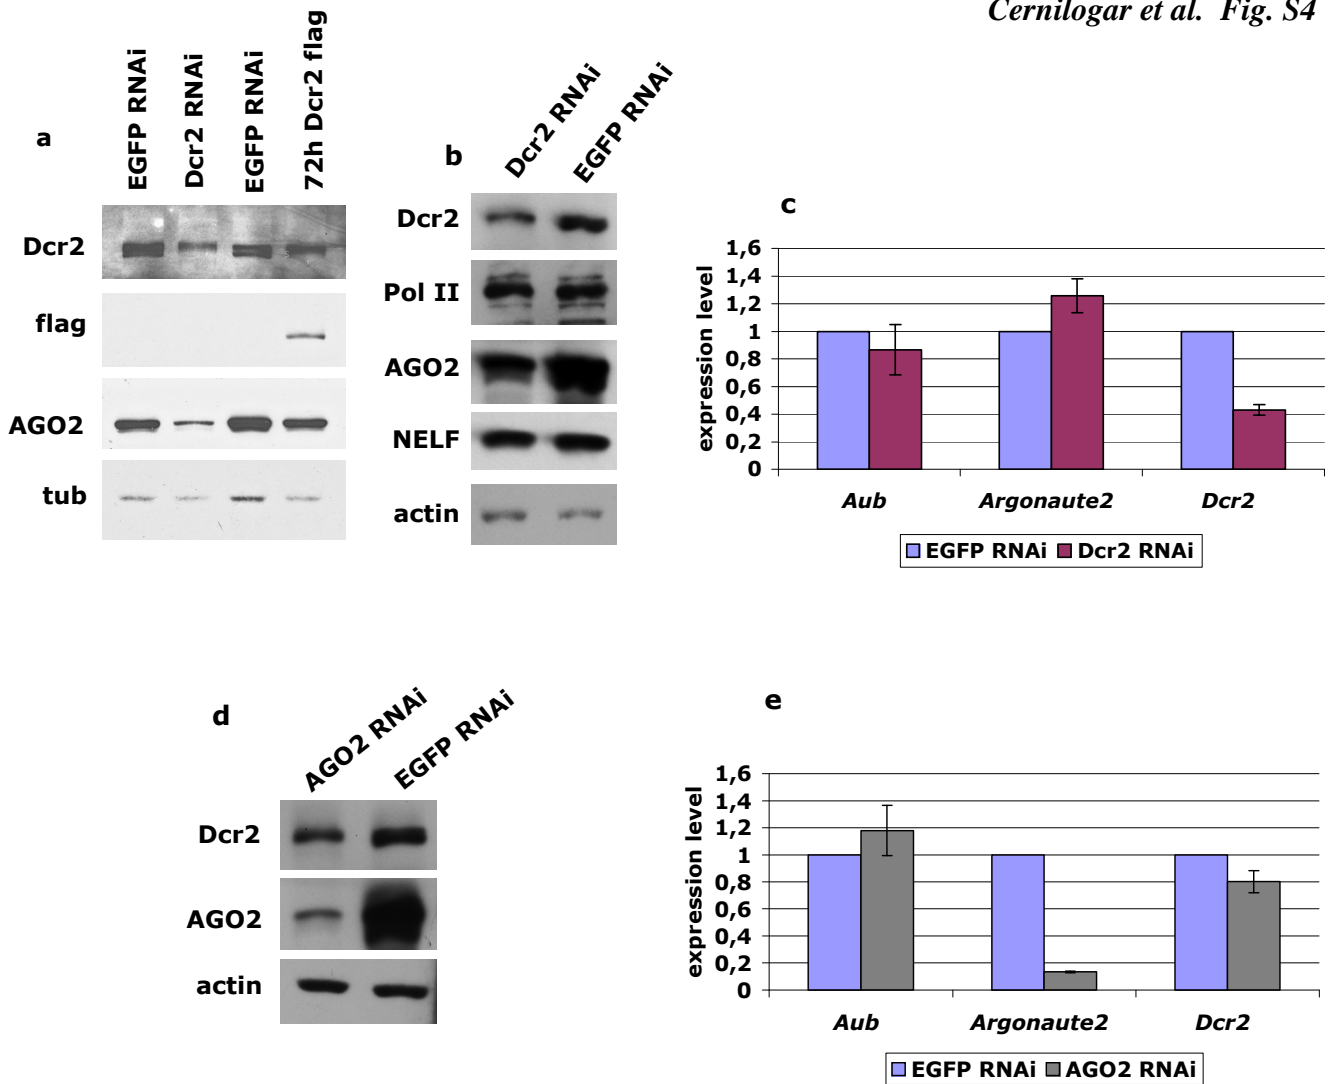 Cernilogar et al. Fig. S4
a
EGFP RNAi
Dcr2 RNAi
EGFP RNAi
72h Dcr2 flag
Dcr2
flag
AGO2
tub
b
Dcr2 RNAi
EGFP RNAi
Dcr2
Pol II
AGO2
NELF
actin
c
expression level
1,6
1,4
1,2
1
0,8
0,6
0,4
0,2
0
Aub Argonaute2 Dcr2
EGFP RNAi Dcr2 RNAi
d
AGO2 RNAi
EGFP RNAi
Dcr2
AGO2
actin
e
expression level
1,6
1,4
1,2
1
0,8
0,6
0,4
0,2
0
Aub Argonaute2 Dcr2
EGFP RNAi AGO2 RNAi